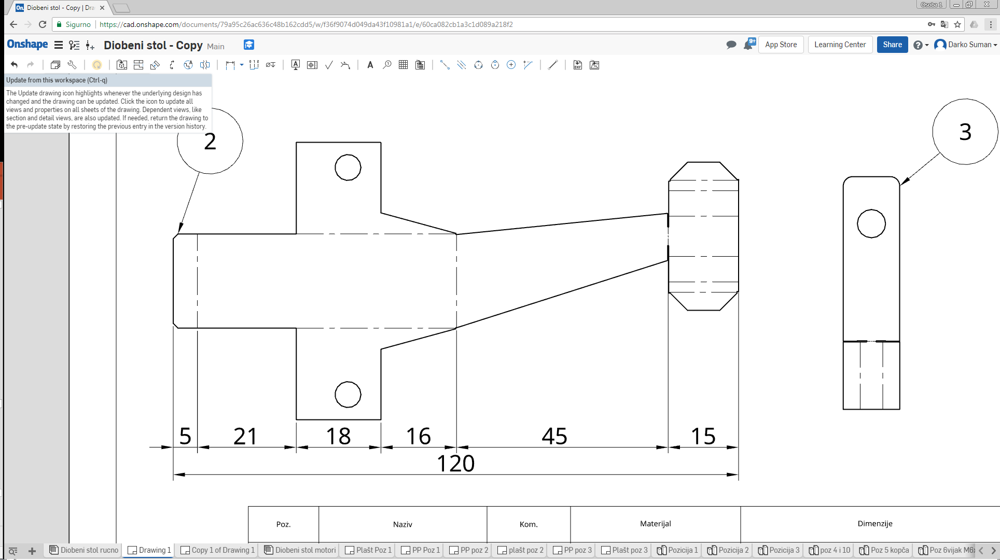 Diobeni stol - Copy | Dra
Osoba 1
Sigurno
https://cad.onshape.com/documents/79a95c26ac636c48b162cdd5/w/f36f9074d049da43f10981a1/e/60ca082cb1a3c1d089a218f2
Onshape
Diobeni stol - Copy Main
9+
App Store
Learning Center
Share
Darko Suman
Update from this workspace (Ctrl-q)
The Update drawing icon highlights whenever the underlying design has
changed and the drawing can be updated. Click the icon to update all
views and properties on all sheets of the drawing. Dependent views, like
section and detail views, are also updated. If needed, return the drawing to
the pre-update state by restoring the previous entry in the version history.
2
3
5 21 18 16 45 15
120
Poz. Naziv Kom. Materijal Dimenzije
Diobeni stol rucno
Drawing 1
Copy 1 of Drawing 1
Diobeni stol motori
Plašt Poz 1
PP Poz 1
PP poz 2
plašt poz 2
PP poz 3
Plašt poz 3
Pozicija 1
Pozicija 2
Pozicija 3
poz 4 i 10
Poz 5 kopča
Poz 6vijak M6